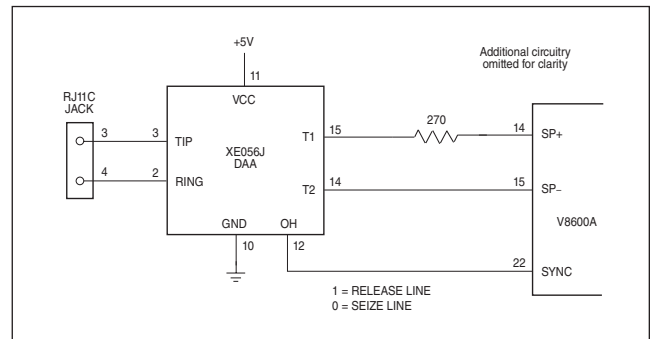 +5V
Additional circuitry
omitted for clarity
11
RJ11C
JACK
VCC
270
3
3
TIP
T1
15
14
SP+
XE056J
DAA
4
2
RING
T2
14
15
SP–
V8600A
GND
OH
10
12
22
SYNC
1 = RELEASE LINE
0 = SEIZE LINE